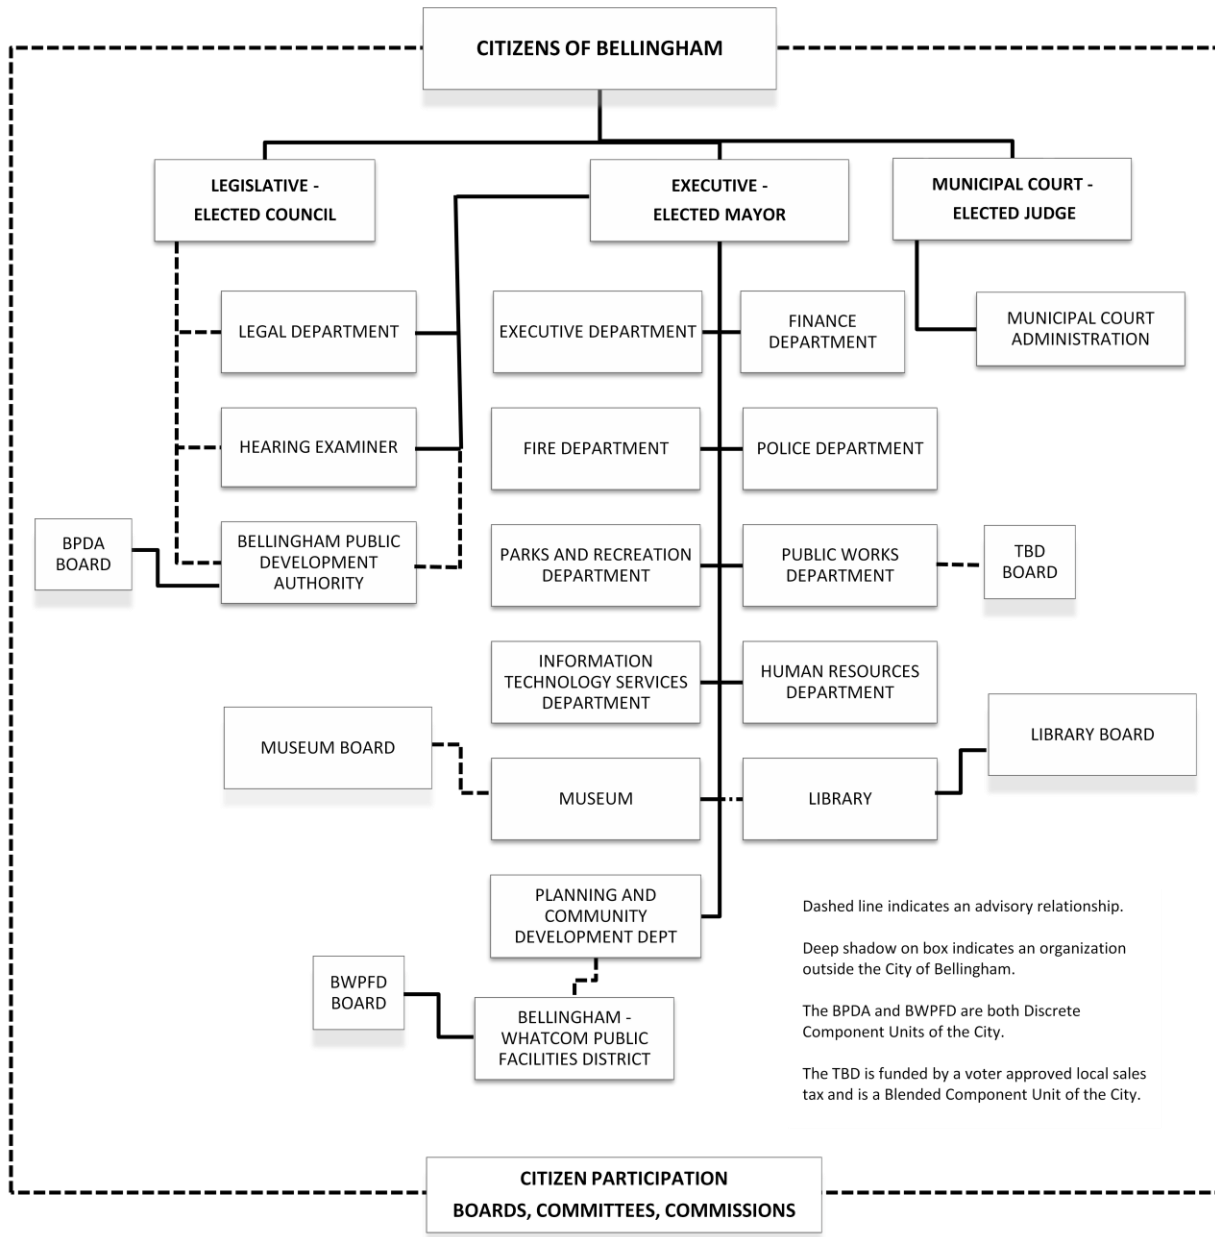 CITIZENS OF BELLINGHAM
LEGISLATIVE -
ELECTED COUNCIL
EXECUTIVE -
ELECTED MAYOR
MUNICIPAL COURT -
ELECTED JUDGE
LEGAL DEPARTMENT
EXECUTIVE DEPARTMENT
FINANCE
DEPARTMENT
MUNICIPAL COURT
ADMINISTRATION
HEARING EXAMINER
FIRE DEPARTMENT
POLICE DEPARTMENT
BPDA
BOARD
BELLINGHAM PUBLIC
DEVELOPMENT
AUTHORITY
PARKS AND RECREATION
DEPARTMENT
PUBLIC WORKS
DEPARTMENT
TBD
BOARD
INFORMATION
TECHNOLOGY SERVICES
DEPARTMENT
HUMAN RESOURCES
DEPARTMENT
MUSEUM BOARD
LIBRARY BOARD
MUSEUM
LIBRARY
PLANNING AND
COMMUNITY
DEVELOPMENT DEPT
BWPFD
BOARD
BELLINGHAM -
WHATCOM PUBLIC
FACILITIES DISTRICT
Dashed line indicates an advisory relationship.
Deep shadow on box indicates an organization
outside the City of Bellingham.
The BPDA and BWPFD are both Discrete
Component Units of the City.
The TBD is funded by a voter approved local sales
tax and is a Blended Component Unit of the City.
CITIZEN PARTICIPATION
BOARDS, COMMITTEES, COMMISSIONS